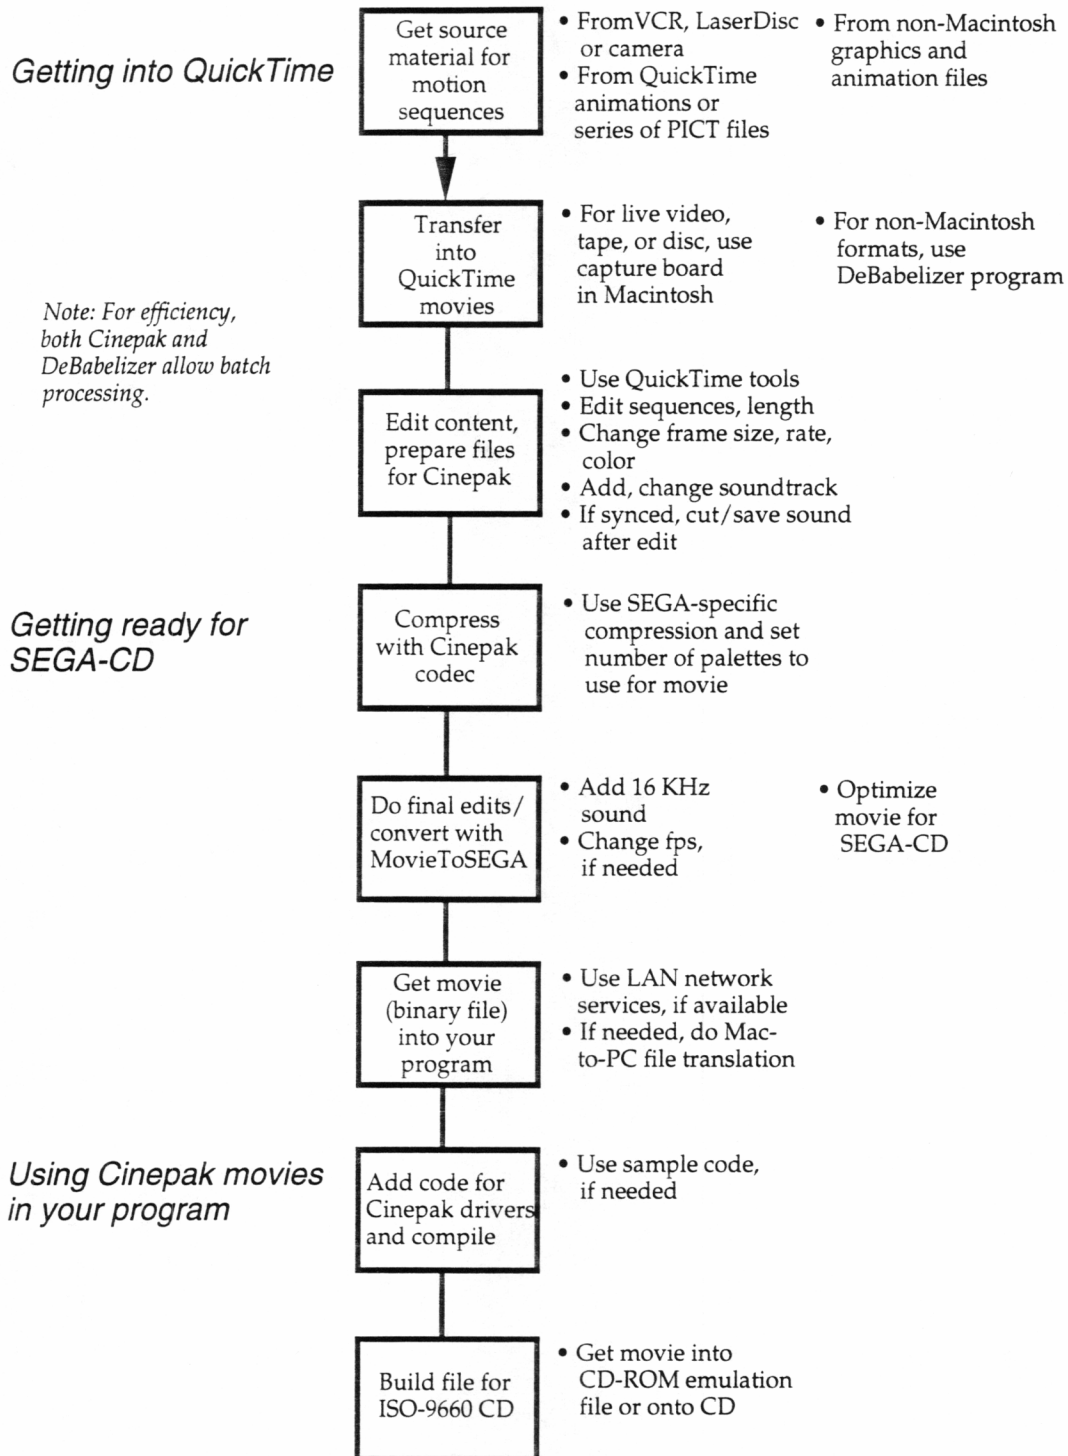 Getting into QuickTime
Get source
material for
motion
sequences
• FromVCR, LaserDisc
or camera
• From QuickTime
animations or
series of PICT files
• From non-Macintosh
graphics and
animation files
Transfer
into
QuickTime
movies
• For live video,
tape, or disc, use
capture board
in Macintosh
• For non-Macintosh
formats, use
DeBabelizer program
Note: For efficiency,
both Cinepak and
DeBabelizer allow batch
processing.
Edit content,
prepare files
for Cinepak
• Use QuickTime tools
• Edit sequences, length
• Change frame size, rate,
color
• Add, change soundtrack
• If synced, cut/save sound
after edit
Getting ready for
SEGA-CD
Compress
with Cinepak
codec
• Use SEGA-specific
compression and set
number of palettes to
use for movie
Do final edits/
convert with
MovieToSEGA
• Add 16 KHz
sound
• Change fps,
if needed
• Optimize
movie for
SEGA-CD
Get movie
(binary file)
into your
program
• Use LAN network
services, if available
• If needed, do Mac-
to-PC file translation
Using Cinepak movies
in your program
Add code for
Cinepak drivers
and compile
• Use sample code,
if needed
Build file for
ISO-9660 CD
• Get movie into
CD-ROM emulation
file or onto CD